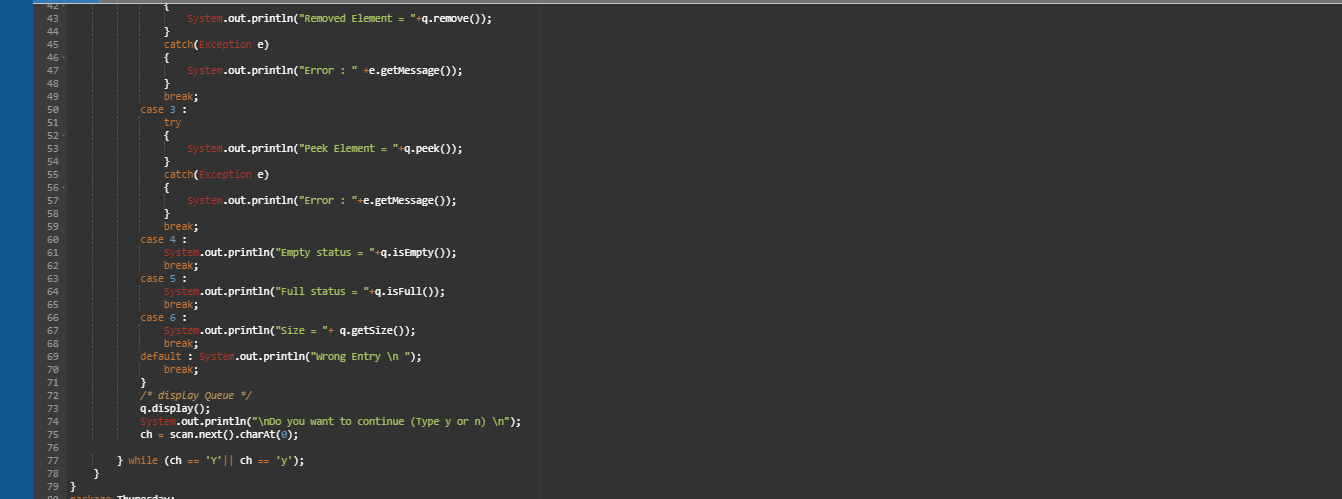 42 {
43 System.out.println("Removed Element = "+q.remove());
44 }
45 catch(Exception e)
46 {
47 System.out.println("Error : " +e.getMessage());
48 }
49 break;
50 case 3 :
51 try
52 {
53 System.out.println("Peek Element = "+q.peek());
54 }
55 catch(Exception e)
56 {
57 System.out.println("Error : "+e.getMessage());
58 }
59 break;
60 case 4 :
61 System.out.println("Empty status = "+q.isEmpty());
62 break;
63 case 5 :
64 System.out.println("Full status = "+q.isFull());
65 break;
66 case 6 :
67 System.out.println("Size = "+ q.getSize());
68 break;
69 default : System.out.println("Wrong Entry \n ");
70 break;
71 }
72 /* display Queue */
73 q.display();
74 System.out.println("\nDo you want to continue (Type y or n) \n");
75 ch = scan.next().charAt(0);
76
77 } while (ch == 'Y'|| ch == 'y');
78 }
79 }
80 package